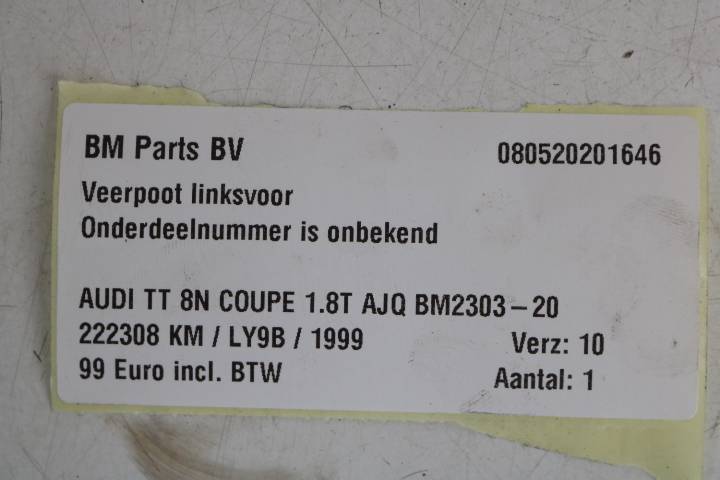 BM Parts BV 080520201646
Veerpoot linksvoor
Onderdeelnummer is onbekend
AUDI TT 8N COUPE 1.8T AJQ BM2303-20
222308 KM / LY9B / 1999 Verz: 10
99 Euro incl. BTW Aantal: 1